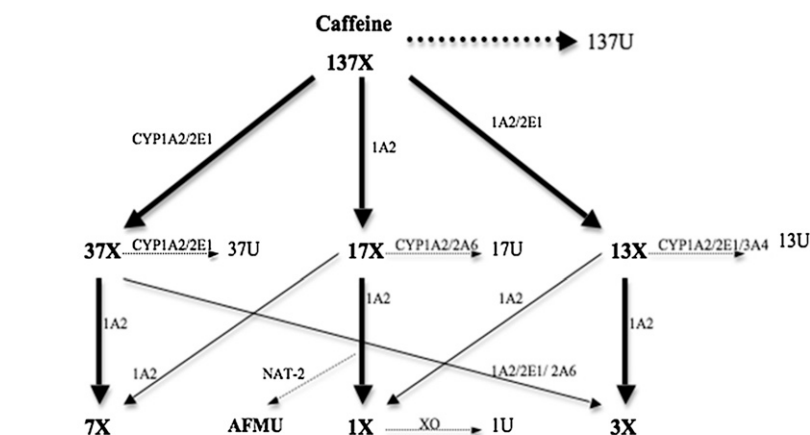 Caffeine
137X
137U
CYP1A2/2E1
1A2
1A2/2E1
37X
CYP1A2/2E1
37U
17X
CYP1A2/2A6
17U
13X
CYP1A2/2E1/3A4
13U
1A2
1A2
1A2
1A2
1A2
NAT-2
1A2/2E1/ 2A6
7X
AFMU
1X
XO
1U
3X